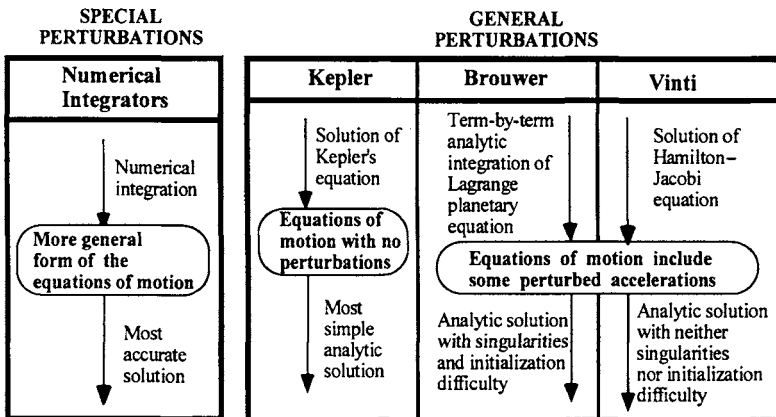 SPECIAL
PERTURBATIONS
GENERAL
PERTURBATIONS
Numerical
Integrators
Numerical
integration
More general
form of the
equations of motion
Most
accurate
solution
Kepler
Solution of
Kepler's
equation
Equations of
motion with no
perturbations
Most
simple
analytic
solution
Brouwer
Term-by-term
analytic
integration of
Lagrange
planetary
equation
Vinti
Solution of
Hamilton–
Jacobi
equation
Equations of motion include
some perturbed accelerations
Analytic solution
with singularities
and initialization
difficulty
Analytic solution
with neither
singularities
nor initialization
difficulty